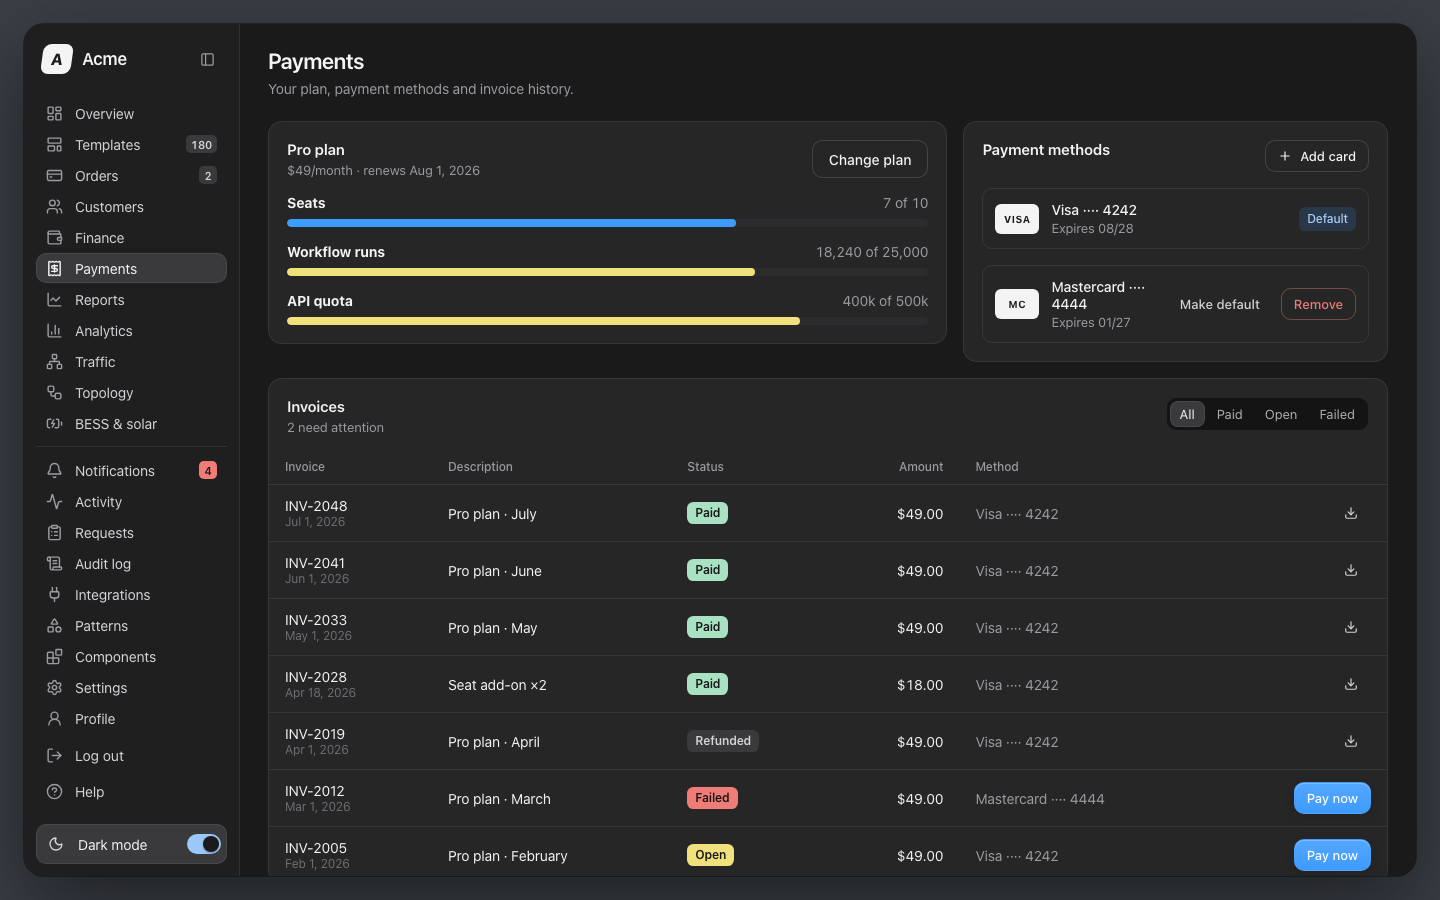 A Acme
Overview
Templates 180
Orders 2
Customers
Finance
Payments
Reports
Analytics
Traffic
Topology
BESS & solar
Notifications 4
Activity
Requests
Audit log
Integrations
Patterns
Components
Settings
Profile
Log out
Help
Dark mode
Payments
Your plan, payment methods and invoice history.
Pro plan
$49/month · renews Aug 1, 2026
Change plan
Seats 7 of 10
Workflow runs 18,240 of 25,000
API quota 400k of 500k
Payment methods
Add card
VISA
Visa ···· 4242
Expires 08/28
Default
MC
Mastercard ····
4444
Expires 01/27
Make default
Remove
Invoices
2 need attention
All Paid Open Failed
Invoice Description Status Amount Method
INV-2048
Jul 1, 2026
Pro plan · July Paid $49.00 Visa ···· 4242
INV-2041
Jun 1, 2026
Pro plan · June Paid $49.00 Visa ···· 4242
INV-2033
May 1, 2026
Pro plan · May Paid $49.00 Visa ···· 4242
INV-2028
Apr 18, 2026
Seat add-on ×2 Paid $18.00 Visa ···· 4242
INV-2019
Apr 1, 2026
Pro plan · April Refunded $49.00 Visa ···· 4242
INV-2012
Mar 1, 2026
Pro plan · March Failed $49.00 Mastercard ···· 4444 Pay now
INV-2005
Feb 1, 2026
Pro plan · February Open $49.00 Visa ···· 4242 Pay now